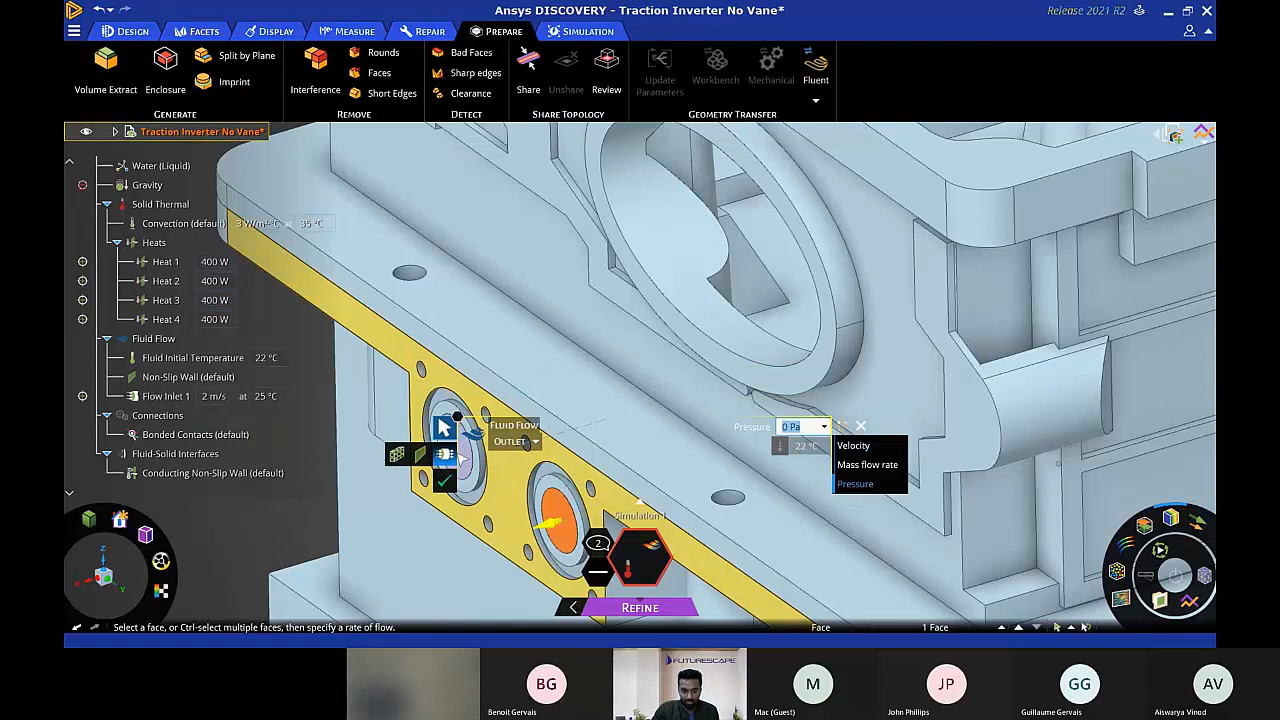 Ansys DISCOVERY - Traction Inverter No Vane*
Release 2021 R2
DESIGN
FACETS
DISPLAY
MEASURE
REPAIR
PREPARE
SIMULATION
Volume Extract
Enclosure
Split by Plane
Imprint
GENERATE
Interference
Rounds
Faces
Short Edges
REMOVE
Bad Faces
Sharp edges
Clearance
DETECT
Share
Unshare
Review
SHARE TOPOLOGY
Update Parameters
Workbench
Mechanical
Fluent
GEOMETRY TRANSFER
Traction Inverter No Vane*
Water (Liquid)
Gravity
Solid Thermal
Convection (default) 3 W/m²·°C at 35 °C
Heats
Heat 1 400 W
Heat 2 400 W
Heat 3 400 W
Heat 4 400 W
Fluid Flow
Fluid Initial Temperature 22 °C
Non-Slip Wall (default)
Flow Inlet 1 2 m/s at 25 °C
Connections
Bonded Contacts (default)
Fluid-Solid Interfaces
Conducting Non-Slip Wall (default)
FLUID FLOW
OUTLET
Pressure 0 Pa
22 °C
Velocity
Mass flow rate
Pressure
Simulation 1
2
REFINE
Z
X
Y
Select a face, or Ctrl-select multiple faces, then specify a rate of flow.
Face
1 Face
FUTURESCAPE
BG
M
JP
GG
AV
Benoit Gervais
Mac (Guest)
John Phillips
Guillaume Gervais
Aiswarya Vinod